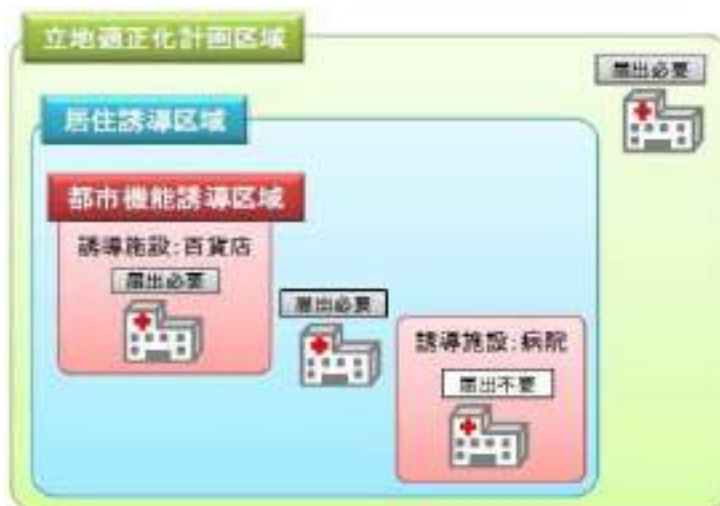 立地適正化計画区域
届出必要
居住誘導区域
都市機能誘導区域
誘導施設:百貨店
届出必要
届出必要
誘導施設:病院
届出不要